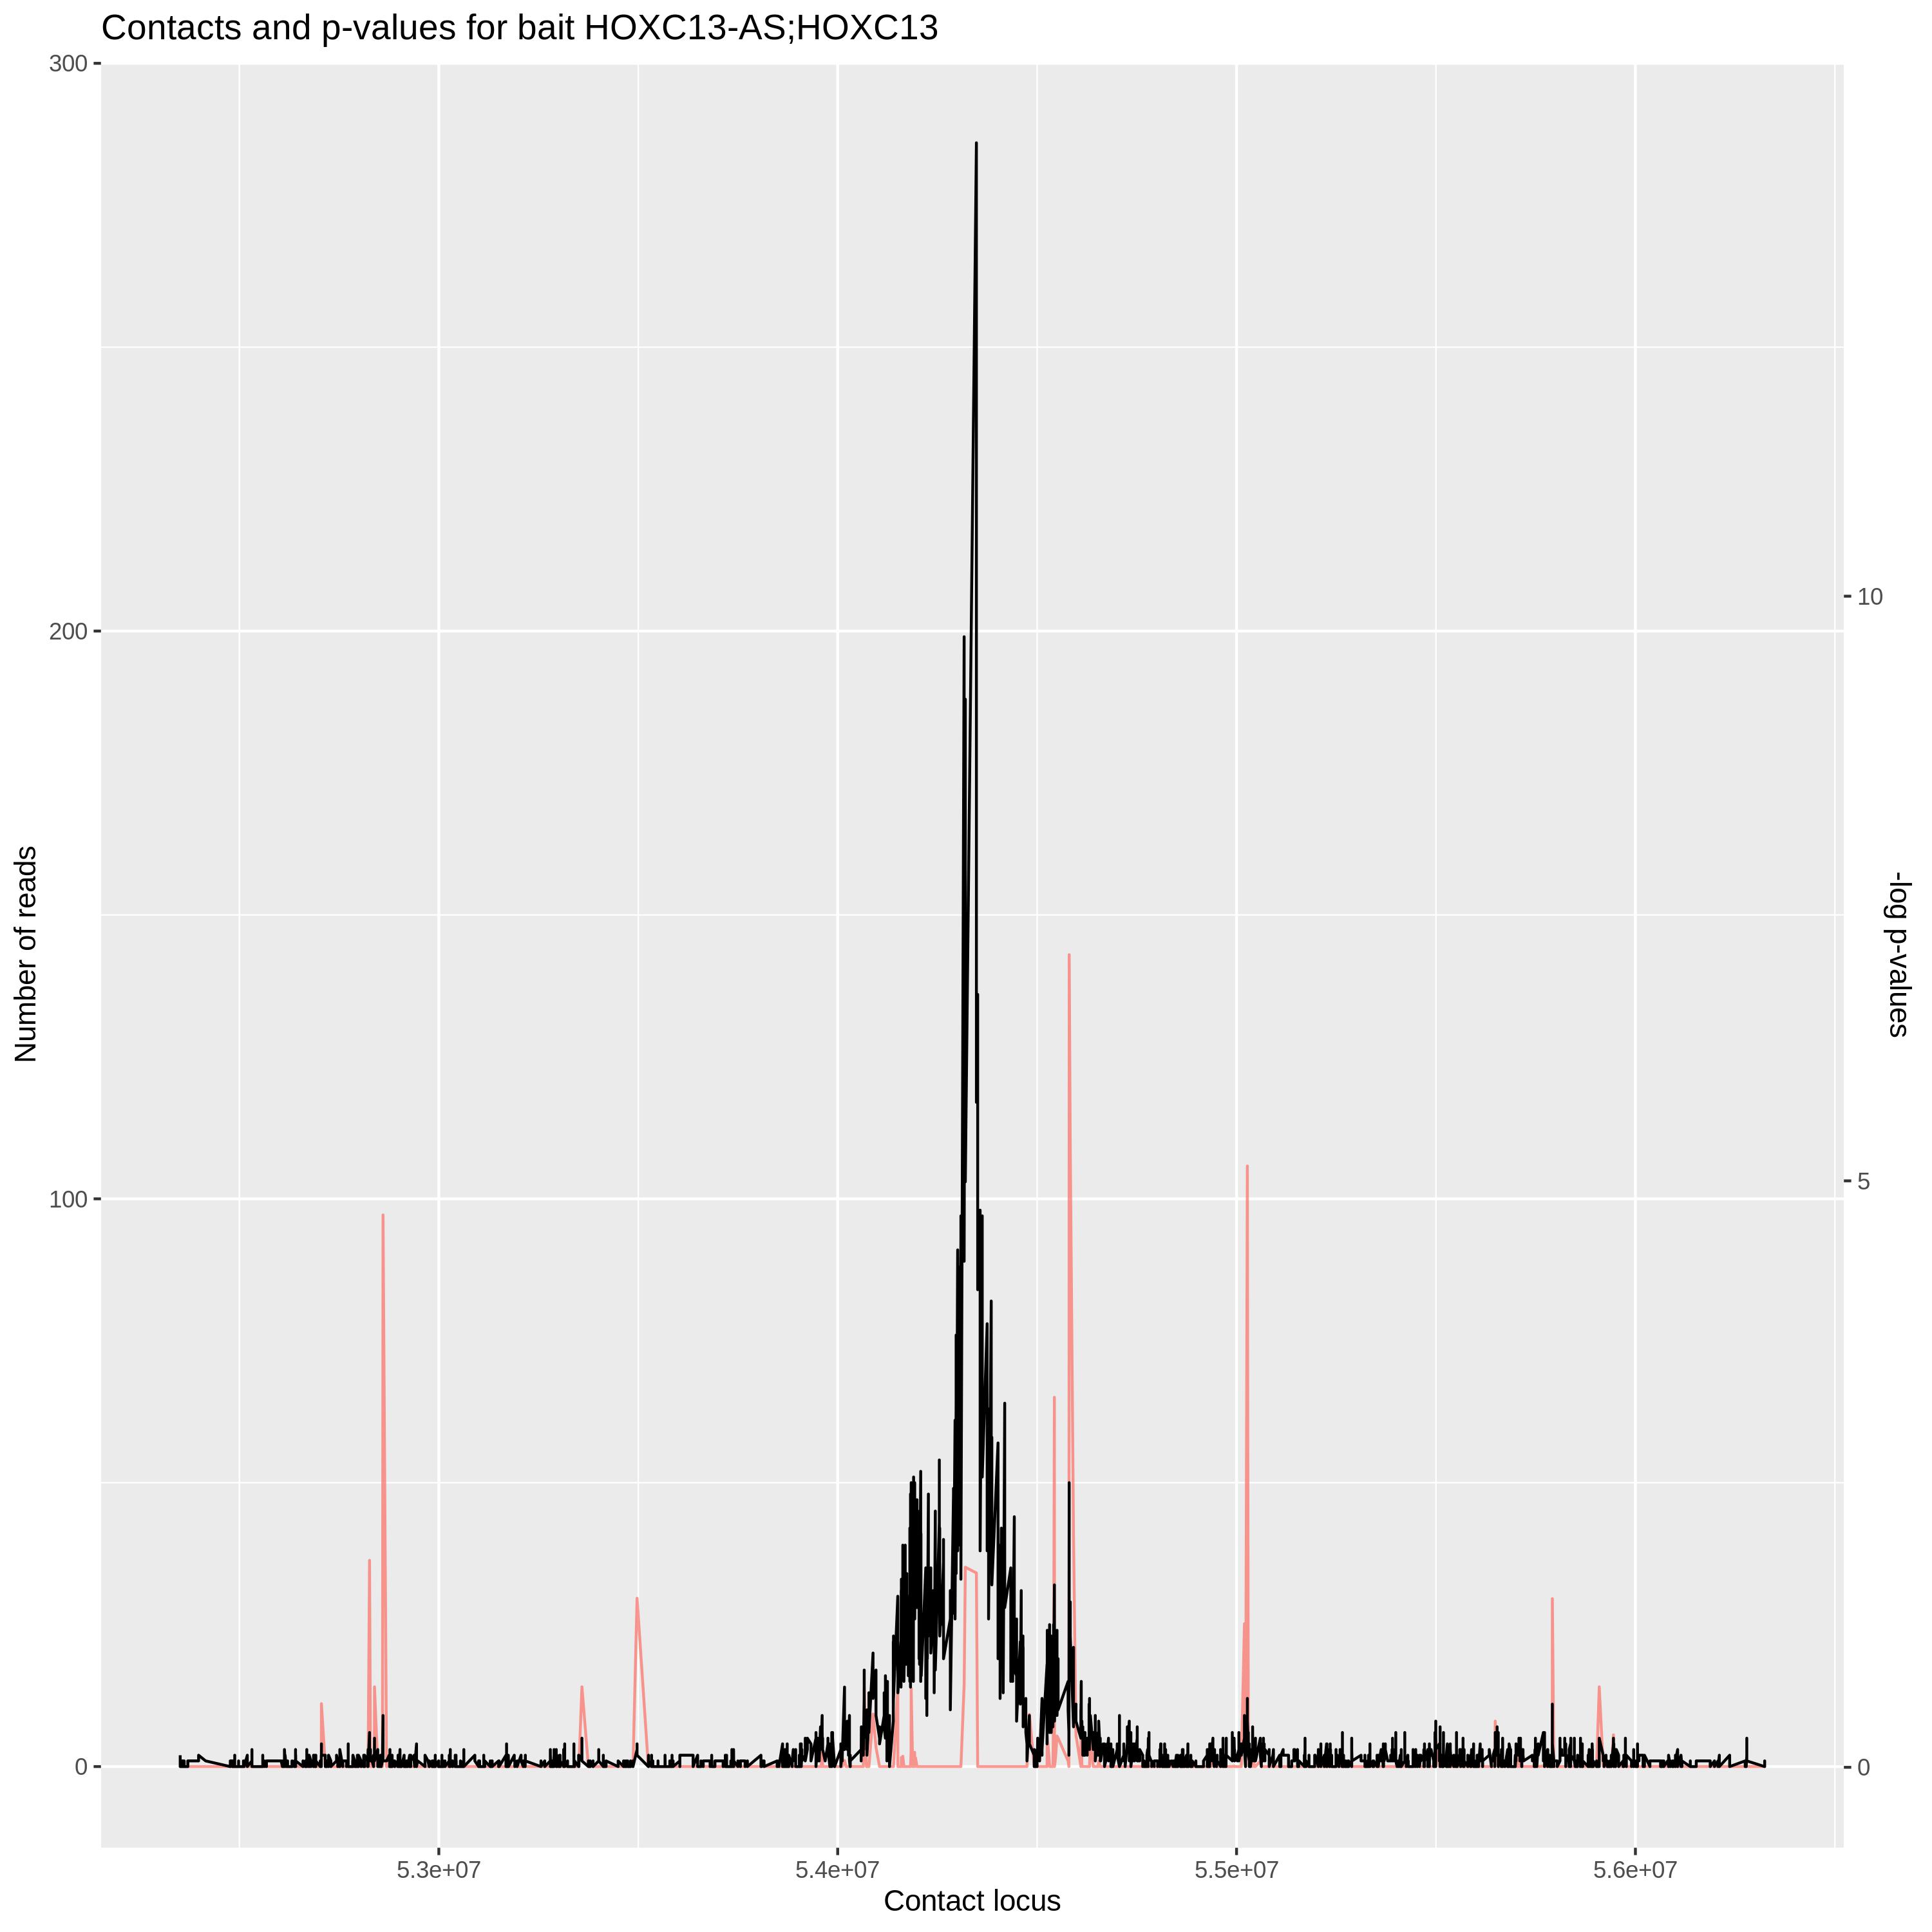 Contacts and p-values for bait HOXC13-AS;HOXC13
300
200
100
0
Number of reads
10
5
0
-log p-values
5.3e+07
5.4e+07
5.5e+07
5.6e+07
Contact locus